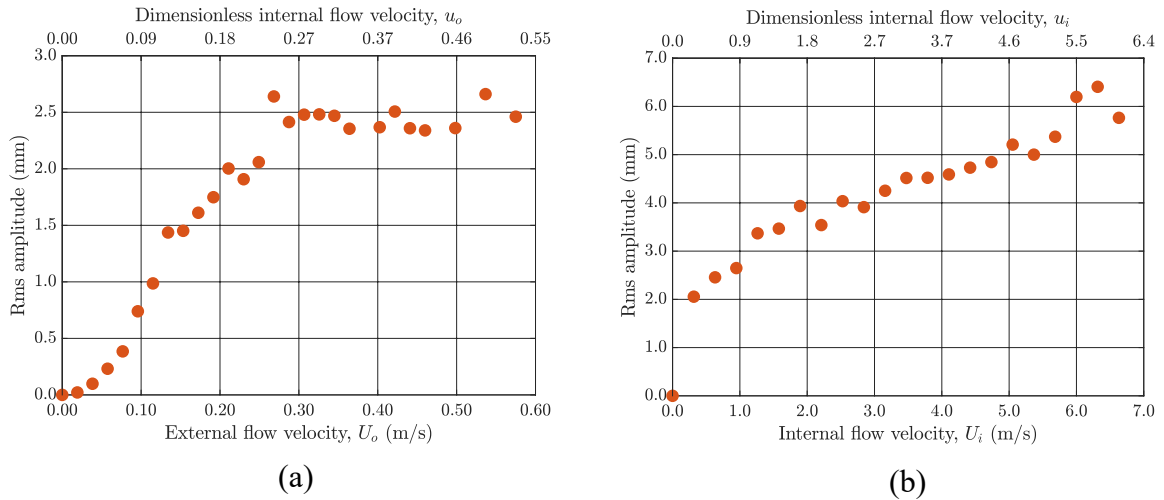 Dimensionless internal flow velocity, u_o
0.00 0.09 0.18 0.27 0.37 0.46 0.55
3.0
2.5
2.0
1.5
1.0
0.5
0.0
Rms amplitude (mm)
0.00 0.10 0.20 0.30 0.40 0.50 0.60
External flow velocity, U_o (m/s)
(a)
Dimensionless internal flow velocity, u_i
0.0 0.9 1.8 2.7 3.7 4.6 5.5 6.4
7.0
6.0
5.0
4.0
3.0
2.0
1.0
0.0
Rms amplitude (mm)
0.0 1.0 2.0 3.0 4.0 5.0 6.0 7.0
Internal flow velocity, U_i (m/s)
(b)